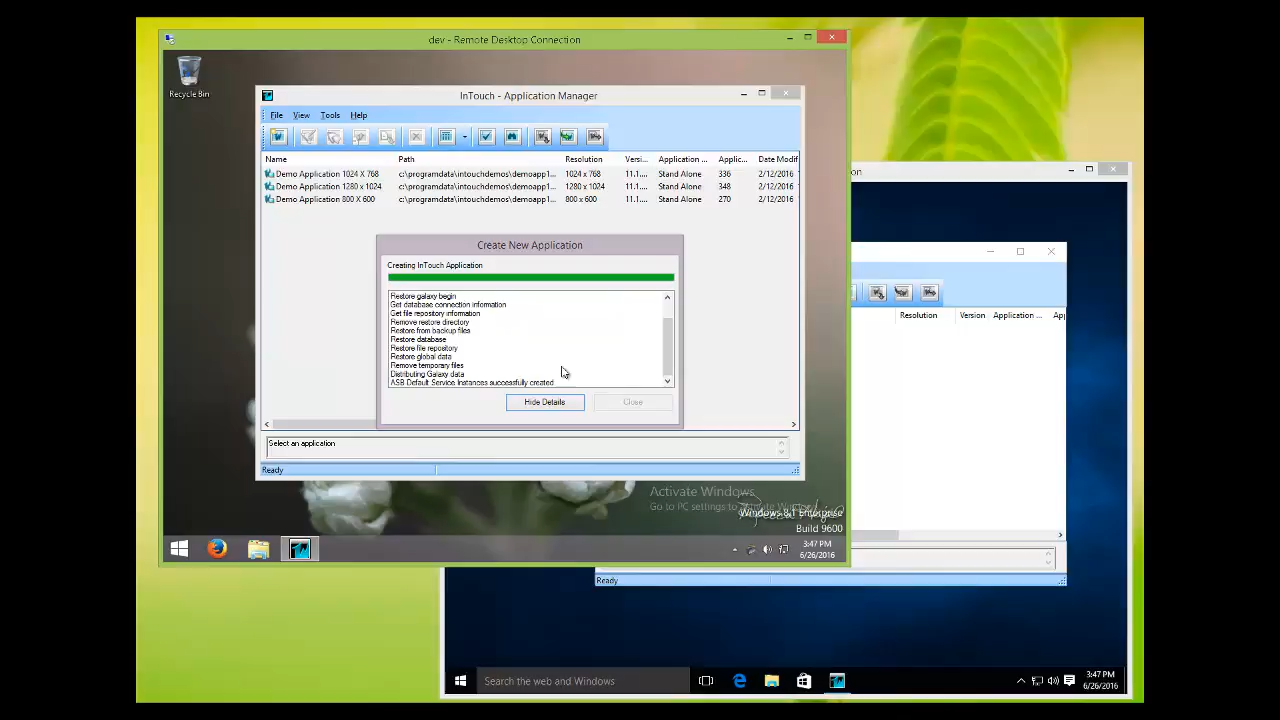 dev - Remote Desktop Connection
Recycle Bin
InTouch - Application Manager
File View Tools Help
Name Path Resolution Versi... Application ... Applic... Date Modif
Demo Application 1024 X 768 c:\programdata\intouchdemos\demoapp1... 1024 x 768 11.1.... Stand Alone 336 2/12/2016
Demo Application 1280 x 1024 c:\programdata\intouchdemos\demoapp1... 1280 x 1024 11.1.... Stand Alone 348 2/12/2016
Demo Application 800 X 600 c:\programdata\intouchdemos\demoapp1... 800 x 600 11.1.... Stand Alone 270 2/12/2016
Create New Application
Creating InTouch Application
Restore galaxy begin
Get database connection information
Get file repository information
Remove restore directory
Restore from backup files
Restore database
Restore file repository
Restore global data
Remove temporary files
Distributing Galaxy data
ASB Default Service Instances successfully created
Hide Details Close
Select an application
Ready
Activate Windows
Go to PC settings to Activate Windows
Windows 8.1 Enterprise
Build 9600
3:47 PM
6/26/2016
on
Resolution Version Application ... Ap
Ready
Search the web and Windows
3:47 PM
6/26/2016